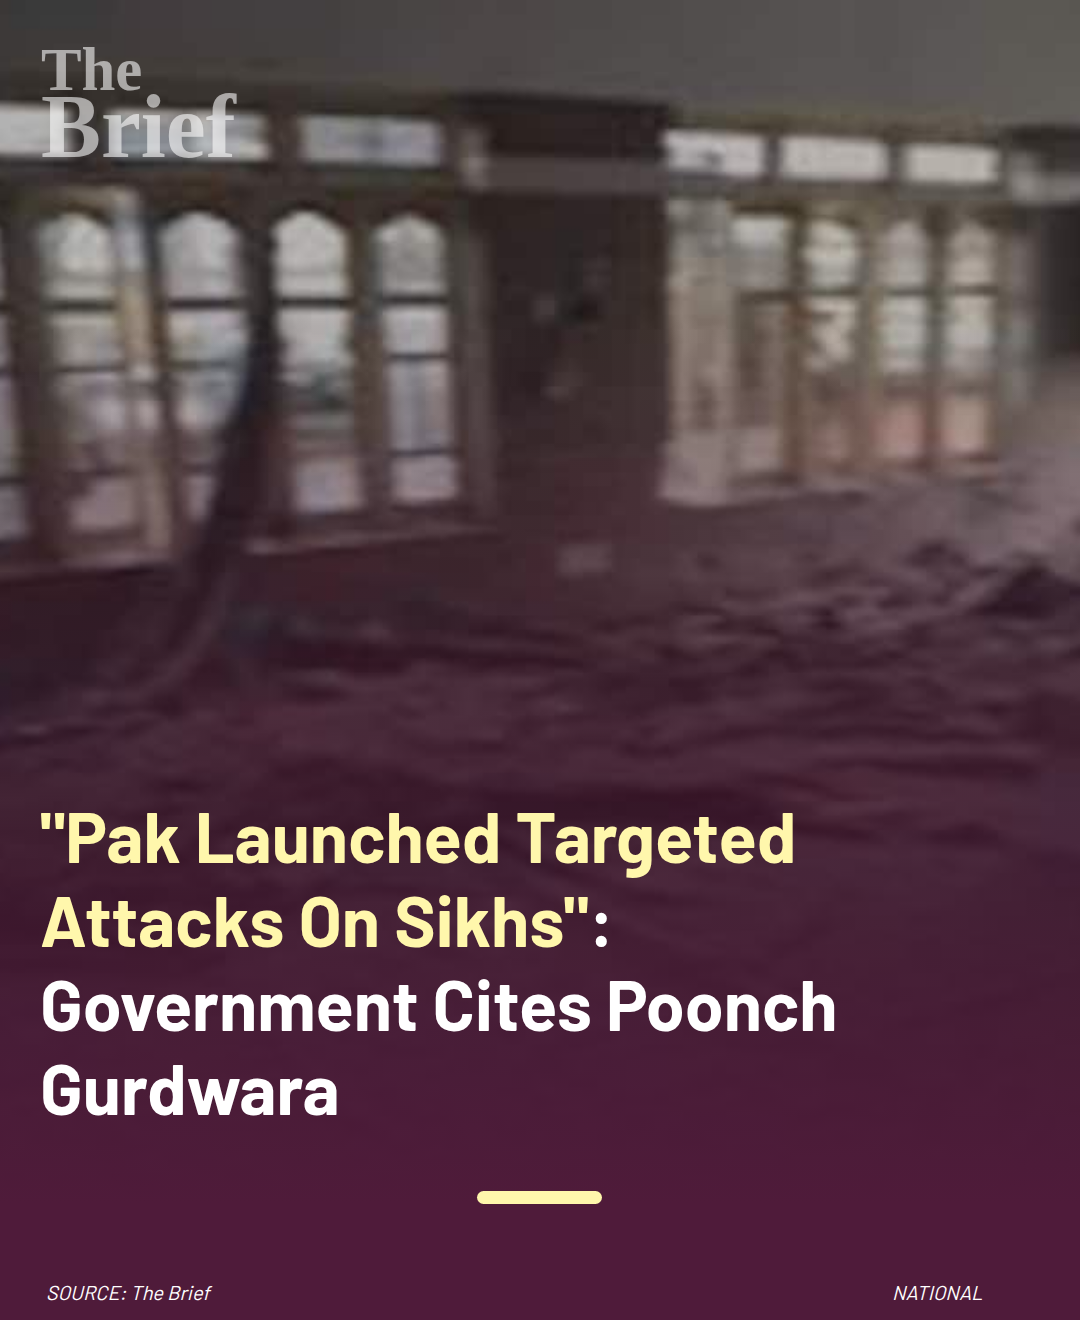 The
Brief
"Pak Launched Targeted
Attacks On Sikhs":
Government Cites Poonch
Gurdwara
SOURCE: The Brief
NATIONAL